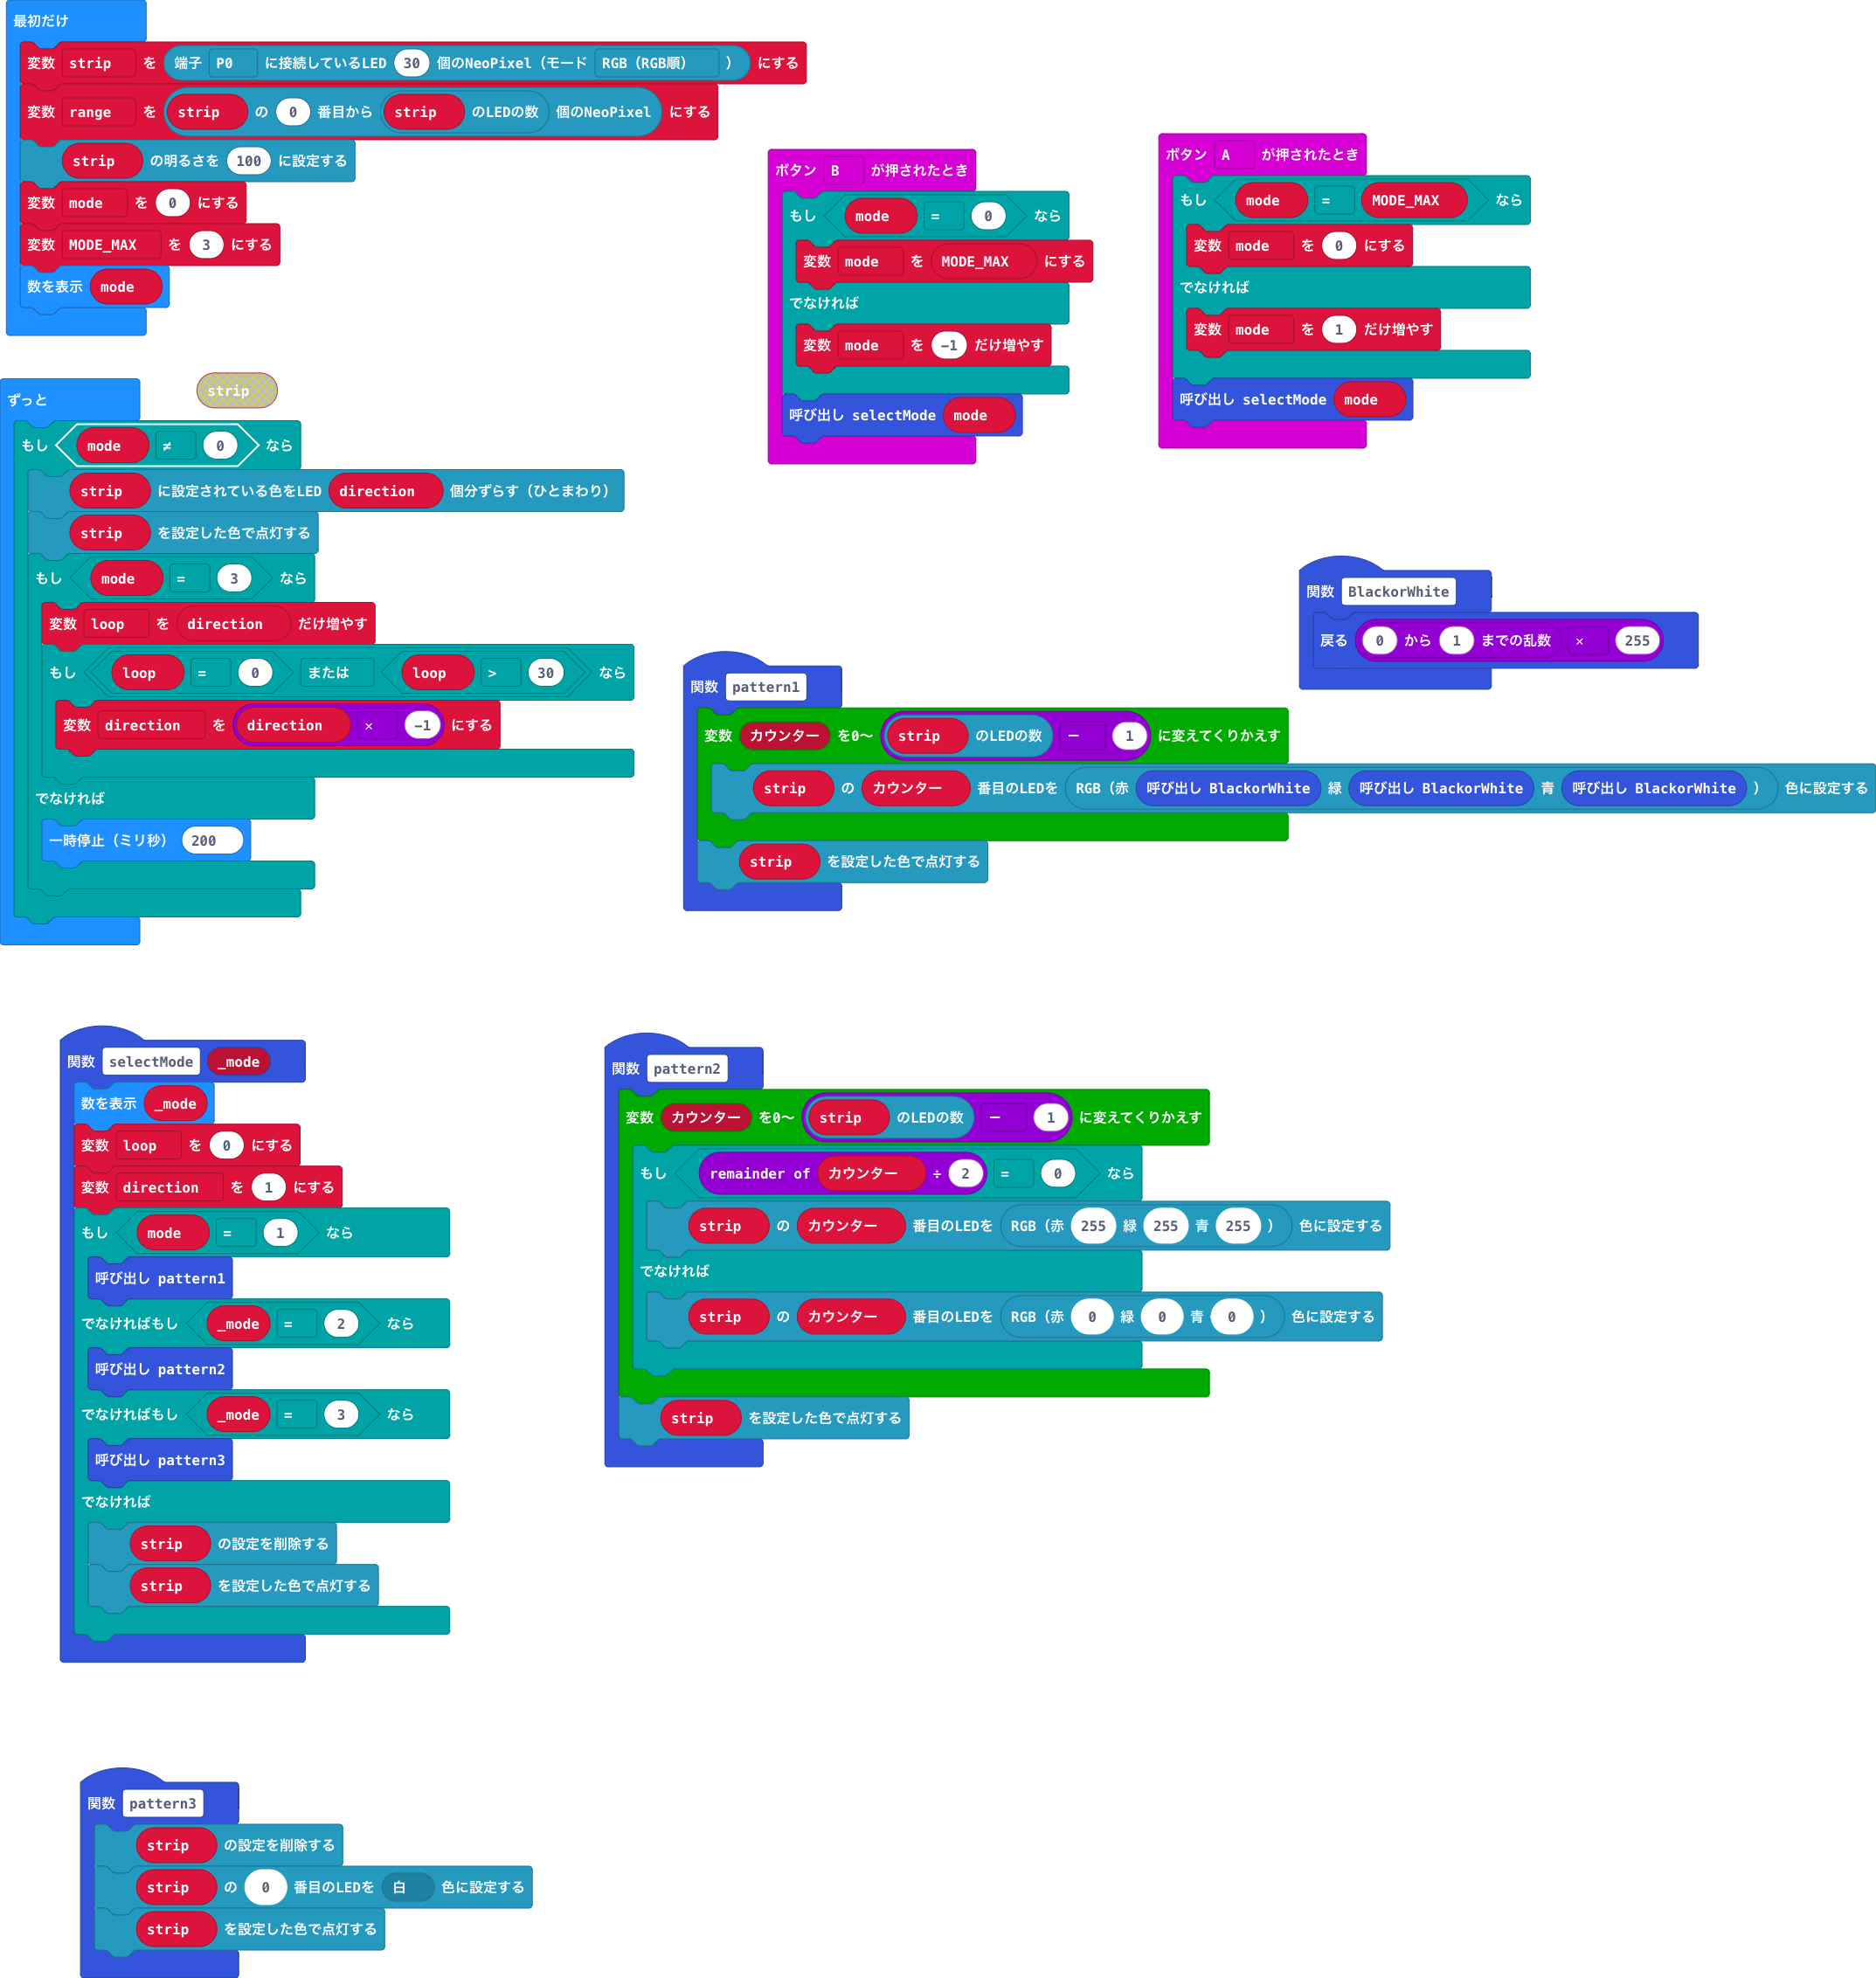 最初だけ
変数 strip を 端子 P0 に接続しているLED 30 個のNeoPixel（モード RGB（RGB順） ） にする
変数 range を strip の 0 番目から strip のLEDの数 個のNeoPixel にする
strip の明るさを 100 に設定する
変数 mode を 0 にする
変数 MODE_MAX を 3 にする
数を表示 mode
ボタン B が押されたとき
もし mode = 0 なら
変数 mode を MODE_MAX にする
でなければ
変数 mode を −1 だけ増やす
呼び出し selectMode mode
ボタン A が押されたとき
もし mode = MODE_MAX なら
変数 mode を 0 にする
でなければ
変数 mode を 1 だけ増やす
呼び出し selectMode mode
strip
ずっと
もし mode ≠ 0 なら
strip に設定されている色をLED direction 個分ずらす（ひとまわり）
strip を設定した色で点灯する
もし mode = 3 なら
変数 loop を direction だけ増やす
もし loop = 0 または loop > 30 なら
変数 direction を direction × −1 にする
でなければ
一時停止（ミリ秒） 200
関数 BlackorWhite
戻る 0 から 1 までの乱数 × 255
関数 pattern1
変数 カウンター を0〜 strip のLEDの数 − 1 に変えてくりかえす
strip の カウンター 番目のLEDを RGB（赤 呼び出し BlackorWhite 緑 呼び出し BlackorWhite 青 呼び出し BlackorWhite ） 色に設定する
strip を設定した色で点灯する
関数 selectMode _mode
数を表示 _mode
変数 loop を 0 にする
変数 direction を 1 にする
もし mode = 1 なら
呼び出し pattern1
でなければもし _mode = 2 なら
呼び出し pattern2
でなければもし _mode = 3 なら
呼び出し pattern3
でなければ
strip の設定を削除する
strip を設定した色で点灯する
関数 pattern2
変数 カウンター を0〜 strip のLEDの数 − 1 に変えてくりかえす
もし remainder of カウンター ÷ 2 = 0 なら
strip の カウンター 番目のLEDを RGB（赤 255 緑 255 青 255 ） 色に設定する
でなければ
strip の カウンター 番目のLEDを RGB（赤 0 緑 0 青 0 ） 色に設定する
strip を設定した色で点灯する
関数 pattern3
strip の設定を削除する
strip の 0 番目のLEDを 白 色に設定する
strip を設定した色で点灯する